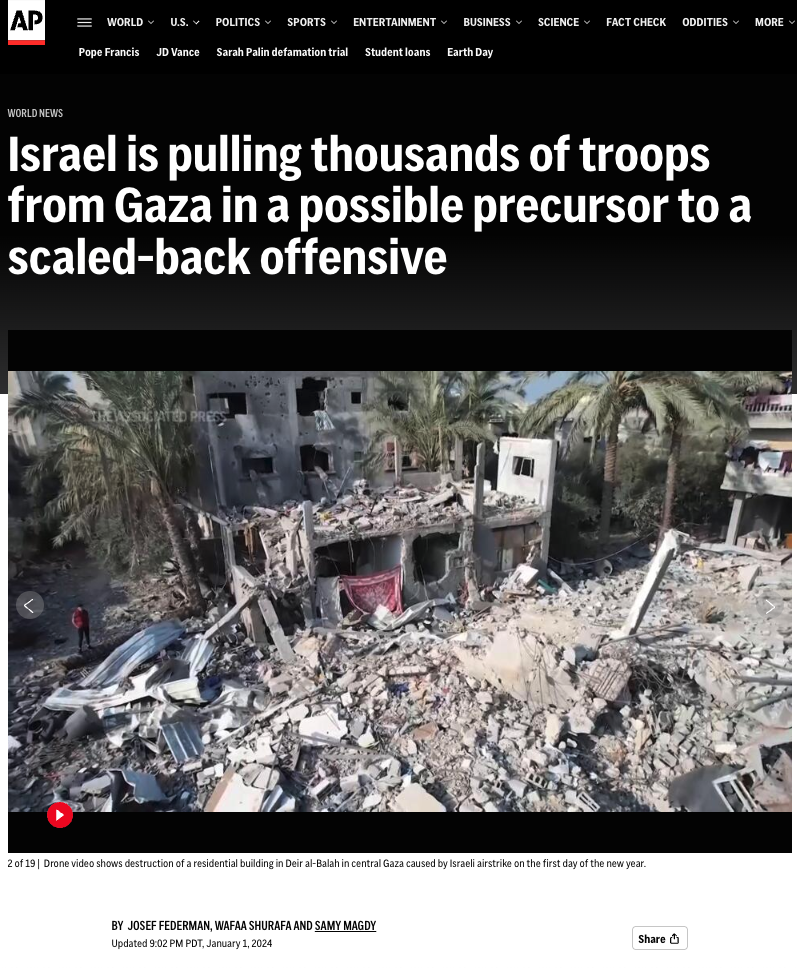 AP
WORLD U.S. POLITICS SPORTS ENTERTAINMENT BUSINESS SCIENCE FACT CHECK ODDITIES MORE
Pope Francis JD Vance Sarah Palin defamation trial Student loans Earth Day
WORLD NEWS
Israel is pulling thousands of troops
from Gaza in a possible precursor to a
scaled-back offensive
THE ASSOCIATED PRESS
2 of 19 | Drone video shows destruction of a residential building in Deir al-Balah in central Gaza caused by Israeli airstrike on the first day of the new year.
BY JOSEF FEDERMAN, WAFAA SHURAFA AND SAMY MAGDY
Updated 9:02 PM PDT, January 1, 2024
Share